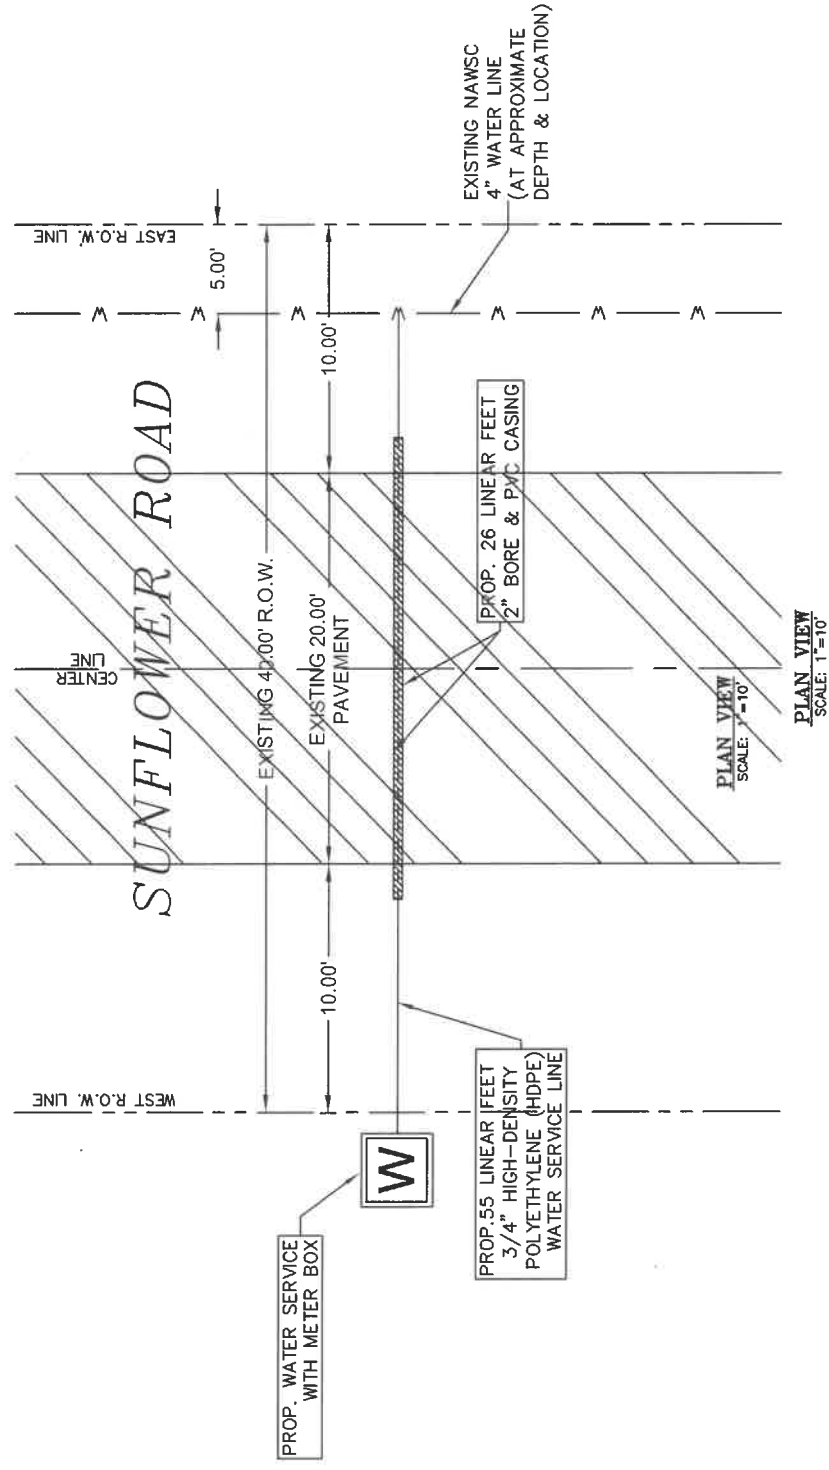 PROP. WATER SERVICE
WITH METER BOX
WEST R.O.W. LINE
SUNFLOWER ROAD
CENTER
LINE
EAST R.O.W. LINE
5.00'
EXISTING 40.00' R.O.W.
10.00'
EXISTING 20.00'
PAVEMENT
10.00'
W
W
W
W
W
W
W
W
EXISTING NAWSC
4" WATER LINE
(AT APPROXIMATE
DEPTH & LOCATION)
PROP.55 LINEAR FEET
3/4" HIGH-DENSITY
POLYETHYLENE (HDPE)
WATER SERVICE LINE
PROP. 26 LINEAR FEET
2" BORE & PVC CASING
PLAN VIEW
SCALE: 1"=10'
PLAN VIEW
SCALE: 1"=10'